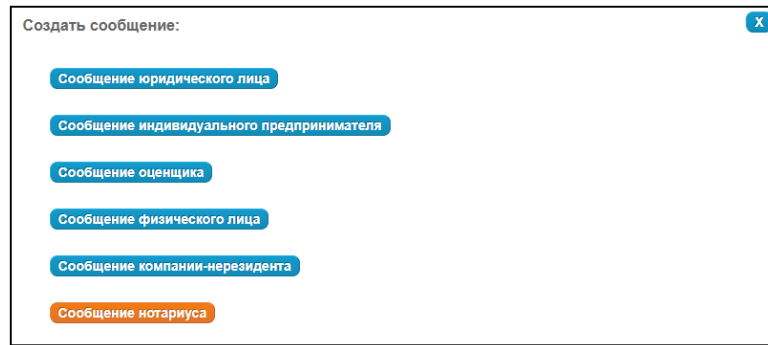 Создать сообщение:
X
Сообщение юридического лица
Сообщение индивидуального предпринимателя
Сообщение оценщика
Сообщение физического лица
Сообщение компании-нерезидента
Сообщение нотариуса